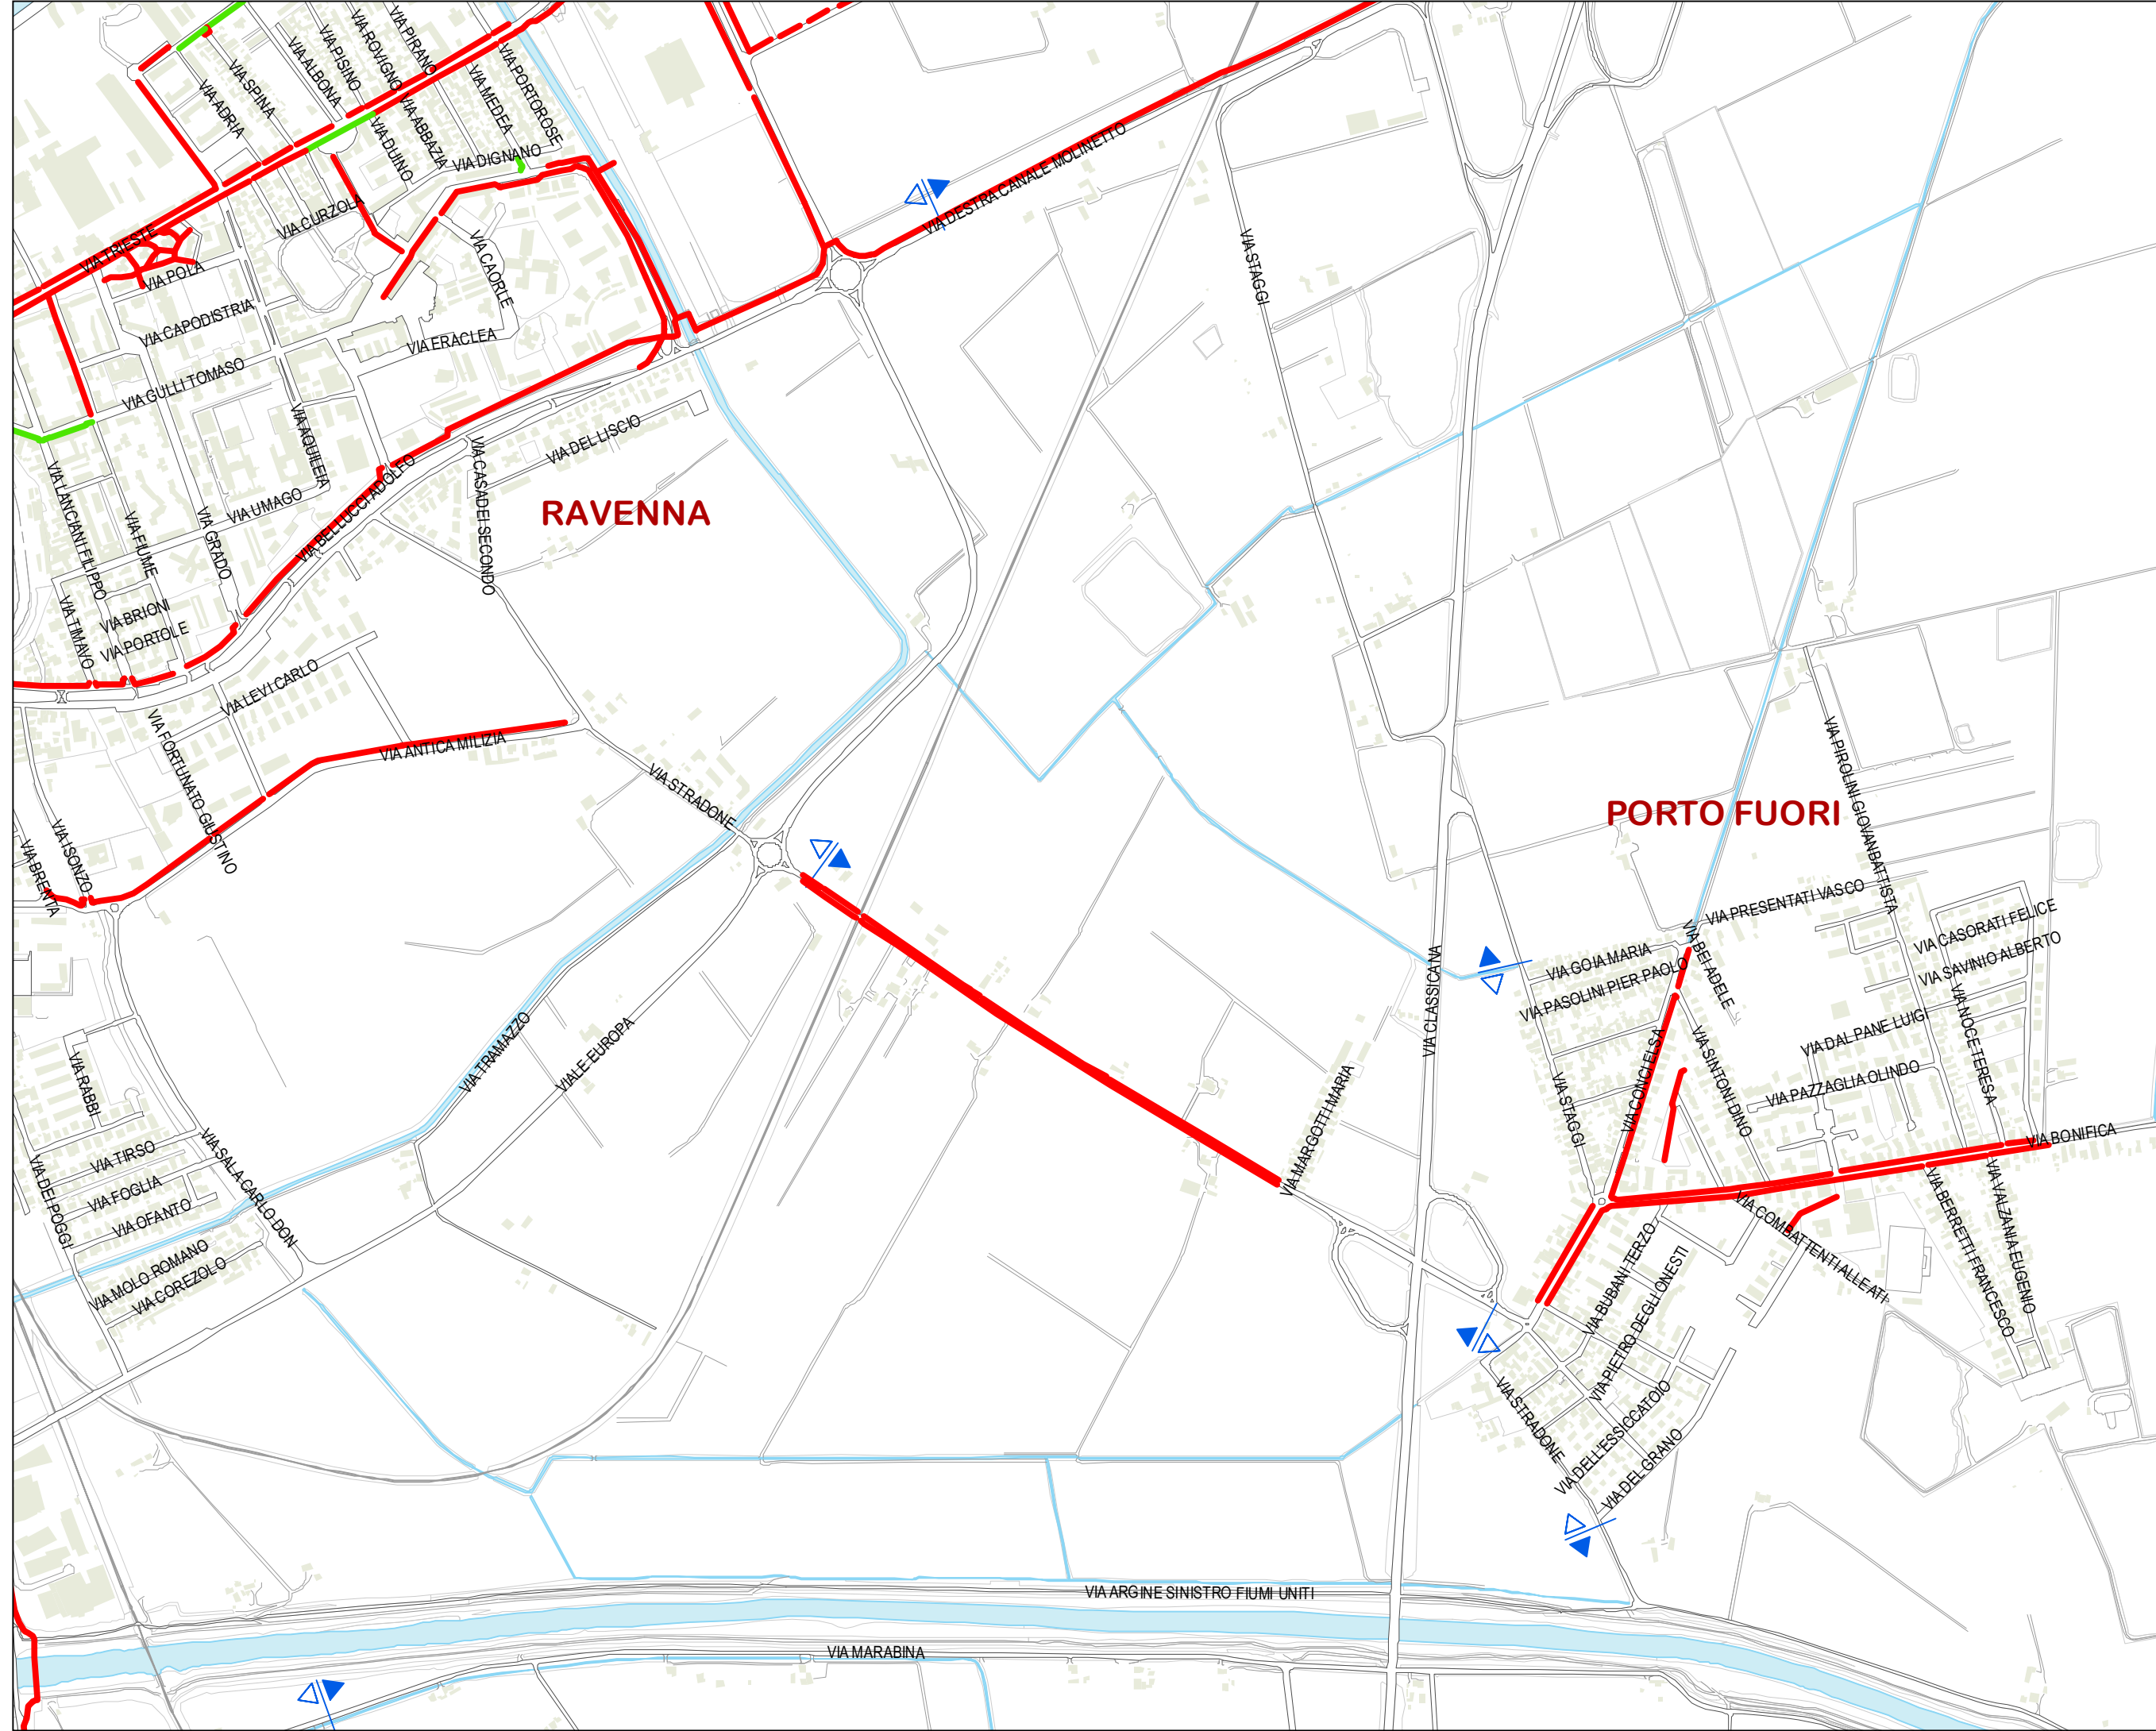 VIA PISINO
VIA ROVIGNO
VIA PIRANO
VIA ALBONA
VIA SPINA
VIA ADRIA
VIA MEDEA
VIA PORTOROSE
VIA DUINO
VIA ABBAZIA
VIA DIGNANO
VIA DESTRA CANALE MOLINETTO
VIA CURZOLA
VIA TRIESTE
VIA POLA
VIA CAORLE
VIA STAGGI
VIA CAPODISTRIA
VIA ERACLEA
VIA GULLI TOMASO
VIA AQUILEIA
VIA DEL LISCIO
VIA CASADEI SECONDO
VIA LANCIANI FILIPPO
VIA FIUME
VIA GRADO
VIA UMAGO
VIA BELLUCCI ADOLFO
RAVENNA
VIA TIMAVO
VIA BRIONI
VIA PORTOLE
VIA LEVI CARLO
VIA FORTUNATO GIUSTINO
VIA ANTICA MILIZIA
VIA STRADONE
VIA PIROLINI GIOVANBATTISTA
PORTO FUORI
VIA ISONZO
VIA BRENTA
VIA PRESENTATI VASCO
VIA CASORATI FELICE
VIA BEI ADELE
VIA GOIA MARIA
VIA SAVINIO ALBERTO
VIA PASOLINI PIER PAOLO
VIA NOCE TERESA
VIA CLASSICANA
VIA TRAMAZZO
VIALE EUROPA
VIA DAL PANE LUIGI
VIA CONCI ELSA
VIA SINTONI DINO
VIA PAZZAGLIA OLINDO
VIA RABBI
VIA MARGOTI MARIA
VIA STAGGI
VIA BONIFICA
VIA TIRSO
VIA SALA CARLO DON
VIA DEI POGGI
VIA FOGLIA
VIA OFANTO
VIA MOLO ROMANO
VIA COREZOLO
VIA COMBATTENTI ALLEATI
VIA BERRETTI FRANCESCO
VIA VALZANIA EUGENIO
VIA BUBANI TERZO
VIA PIETRO DEGLI ONESTI
VIA STRADONE
VIA DELL'ESSICCATOIO
VIA DEL GRANO
VIA ARGINE SINISTRO FIUMI UNITI
VIA MARABINA